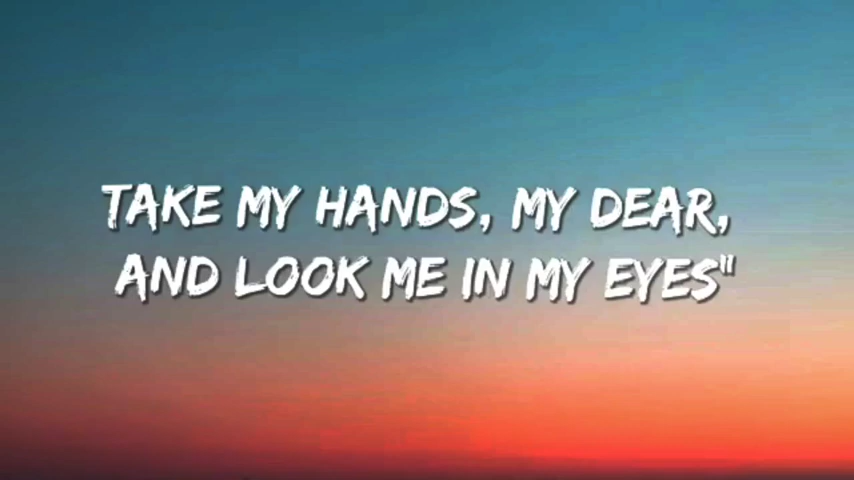 TAKE MY HANDS, MY DEAR,
AND LOOK ME IN MY EYES"